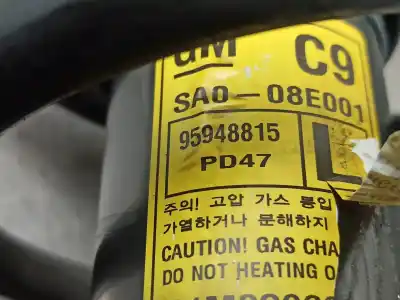 GM C9
SA0-08E001
95948815 L
PD47
주의! 고압 가스 봉입
가열하거나 분해하지
CAUTION! GAS CHA
DO NOT HEATING O